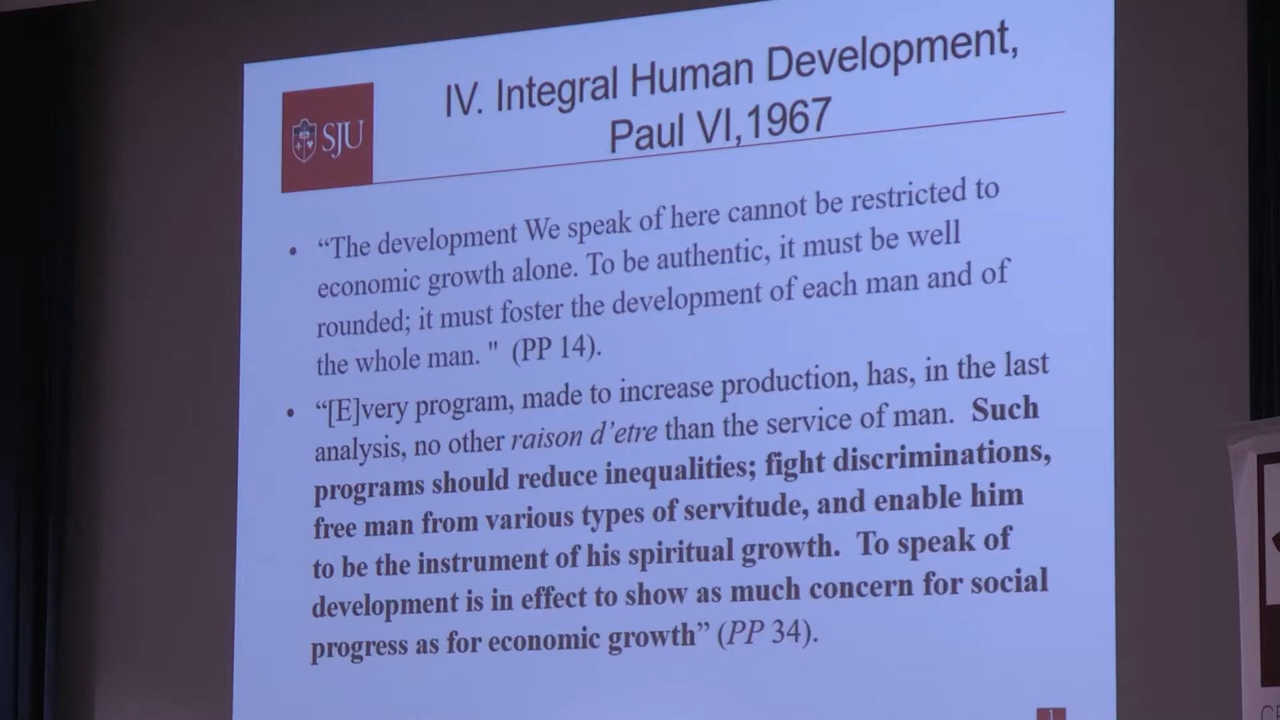 IV. Integral Human Development,
Paul VI,1967
SJU
• “The development We speak of here cannot be restricted to
economic growth alone. To be authentic, it must be well
rounded; it must foster the development of each man and of
the whole man. " (PP 14).
• “[E]very program, made to increase production, has, in the last
analysis, no other raison d’etre than the service of man. Such
programs should reduce inequalities; fight discriminations,
free man from various types of servitude, and enable him
to be the instrument of his spiritual growth. To speak of
development is in effect to show as much concern for social
progress as for economic growth” (PP 34).